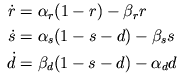 ṙ = α_r(1 − r) − β_r r
ṡ = α_s(1 − s − d) − β_s s
ḋ = β_d(1 − s − d) − α_d d